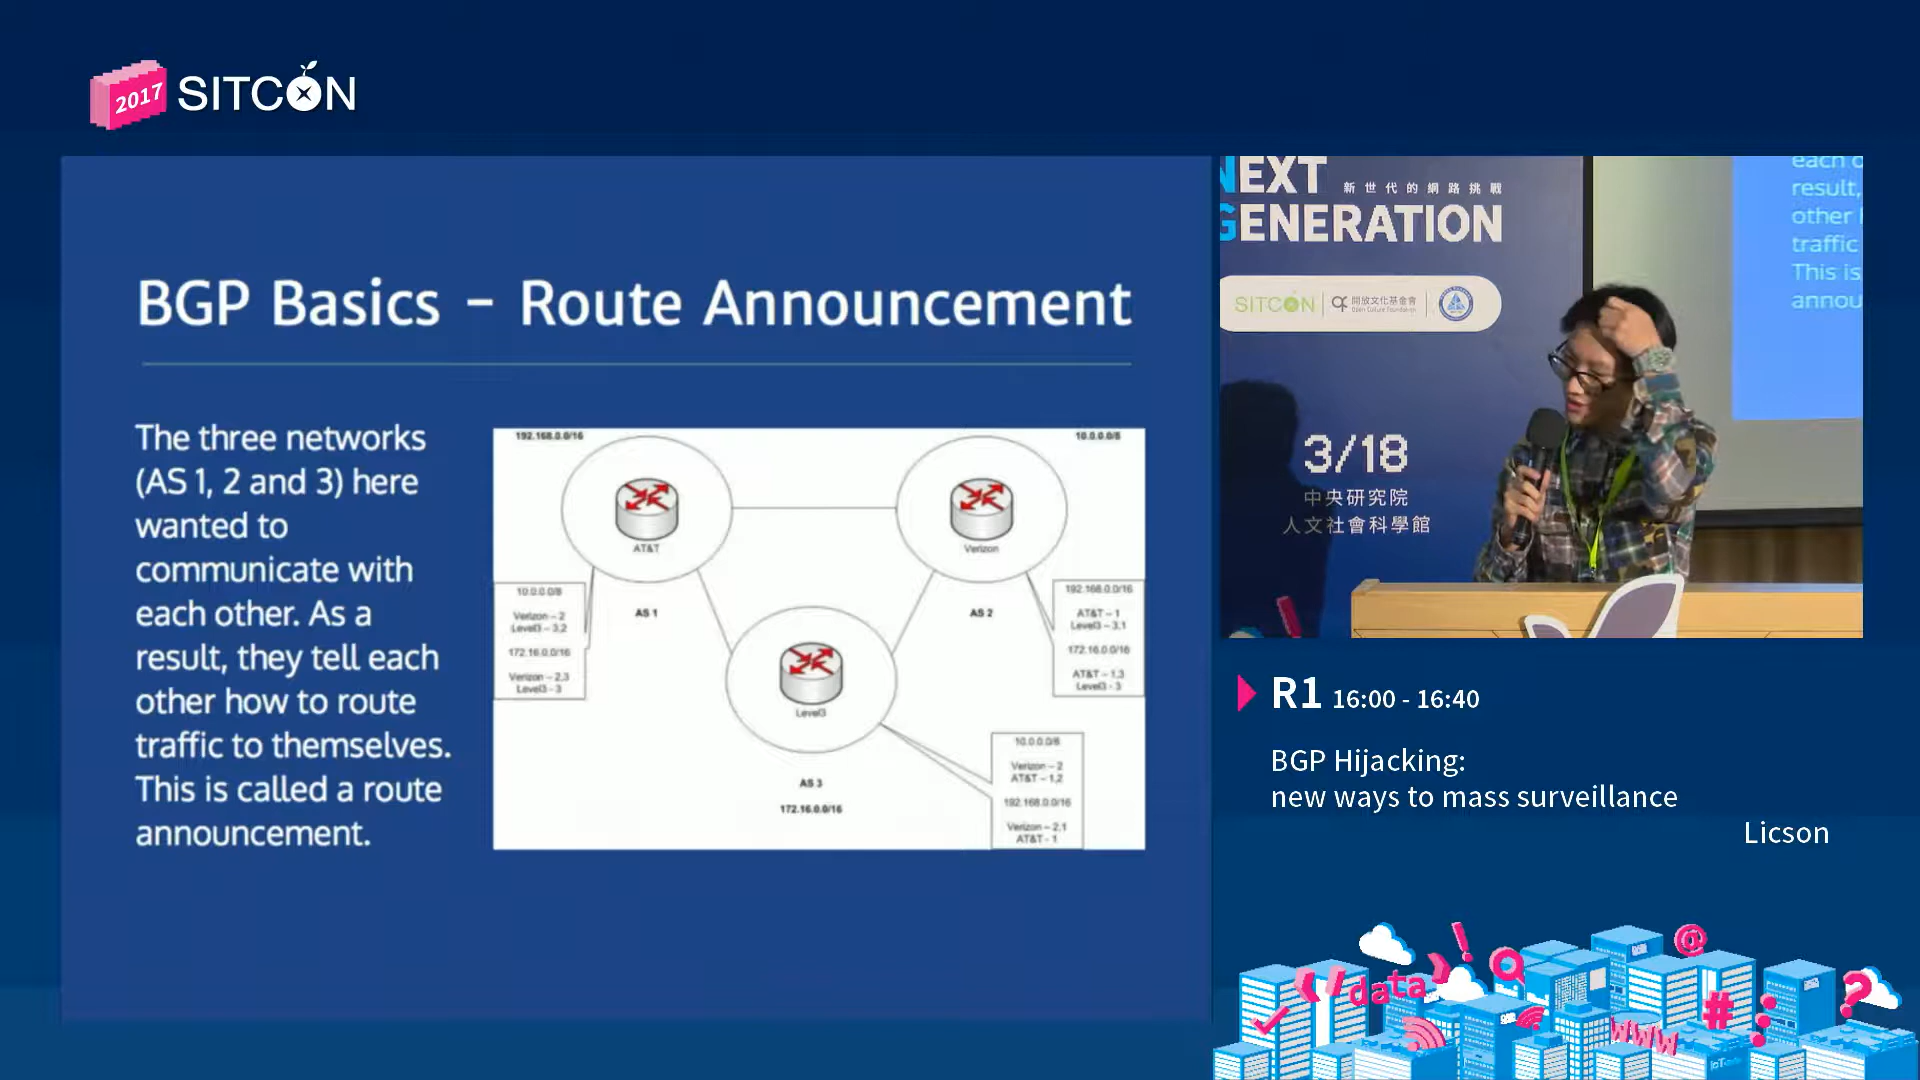 2017 SITCON
BGP Basics – Route Announcement
The three networks
(AS 1, 2 and 3) here
wanted to
communicate with
each other. As a
result, they tell each
other how to route
traffic to themselves.
This is called a route
announcement.
192.168.0.0/16
10.0.0.0/8
AT&T
Verizon
AS 1
AS 2
10.0.0.0/8
Verizon – 2
Level3 – 3,2
172.16.0.0/16
Verizon – 2,3
Level3 - 3
192.168.0.0/16
AT&T – 1
Level3 – 3,1
172.16.0.0/16
AT&T – 1,3
Level3 - 3
Level3
AS 3
172.16.0.0/16
10.0.0.0/8
Verizon – 2
AT&T – 1,2
192.168.0.0/16
Verizon – 2,1
AT&T - 1
NEXT
新世代的網路挑戰
GENERATION
SITCON
開放文化基金會
Open Culture Foundation
3/18
中央研究院
人文社會科學館
each o
result,
other
traffic
This is
annou
R1 16:00 - 16:40
BGP Hijacking:
new ways to mass surveillance
Licson
data
@
#
www
IoT